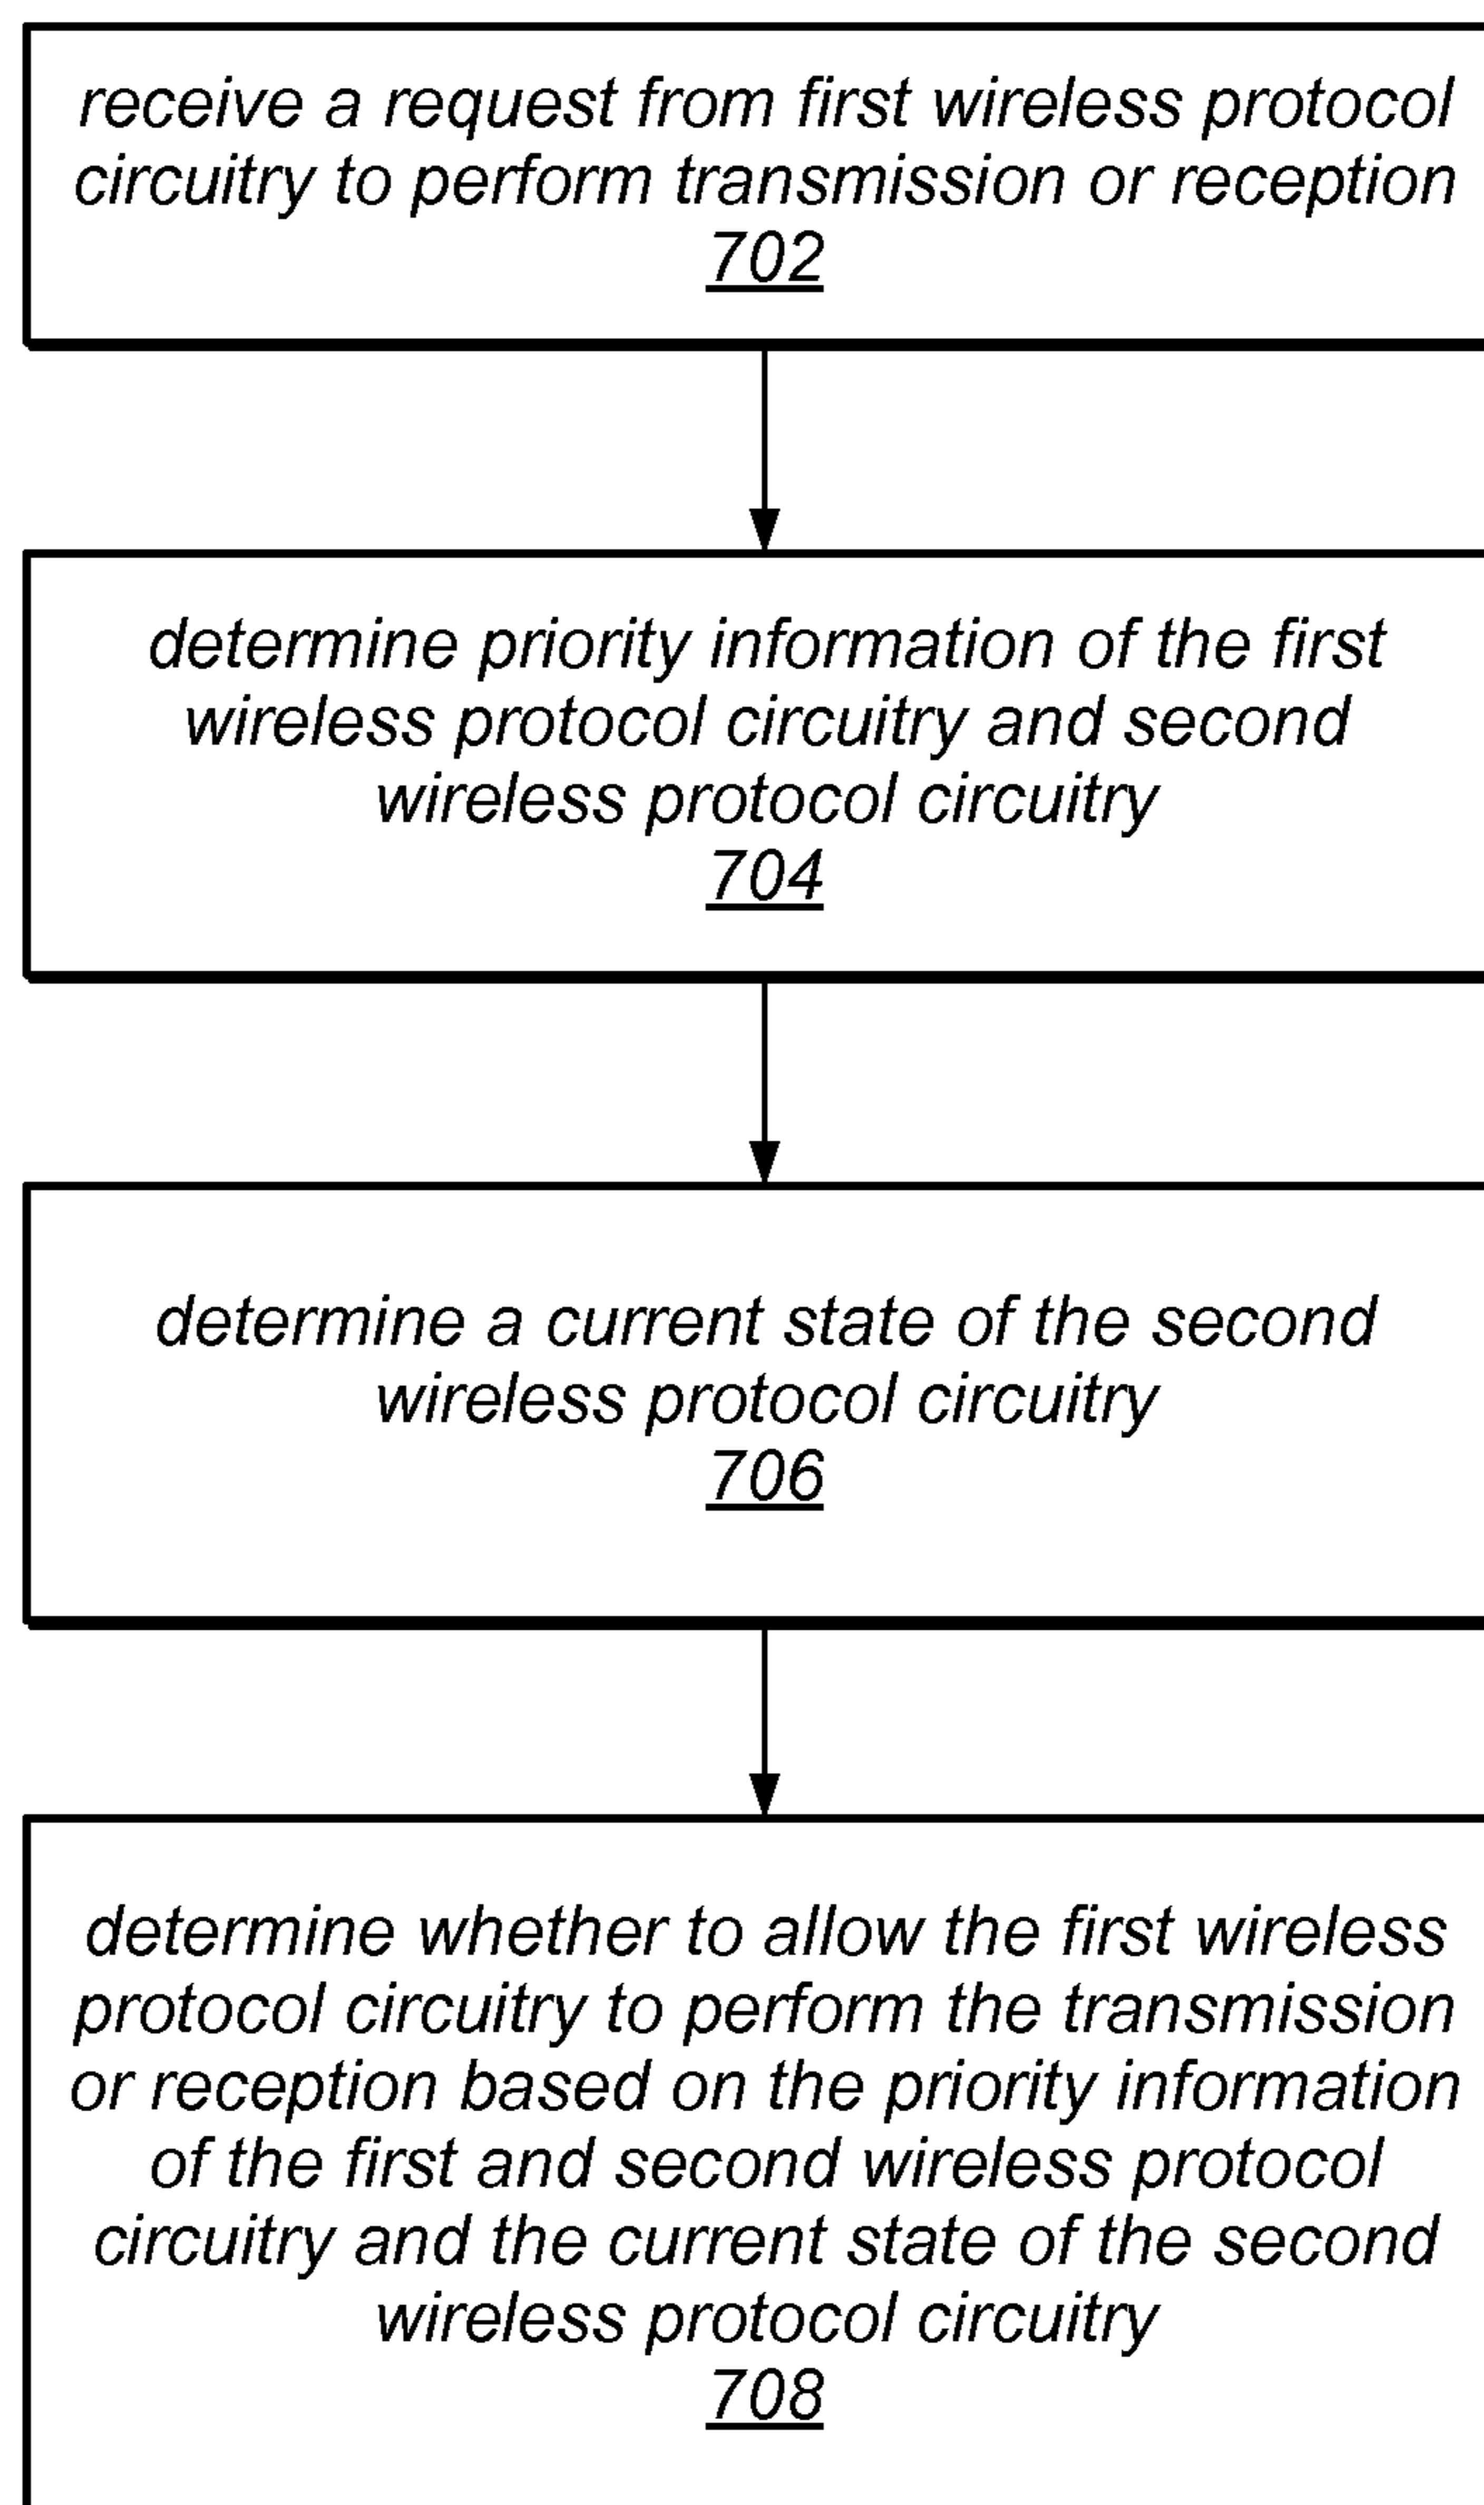 receive a request from first wireless protocol
circuitry to perform transmission or reception
702
determine priority information of the first
wireless protocol circuitry and second
wireless protocol circuitry
704
determine a current state of the second
wireless protocol circuitry
706
determine whether to allow the first wireless
protocol circuitry to perform the transmission
or reception based on the priority information
of the first and second wireless protocol
circuitry and the current state of the second
wireless protocol circuitry
708